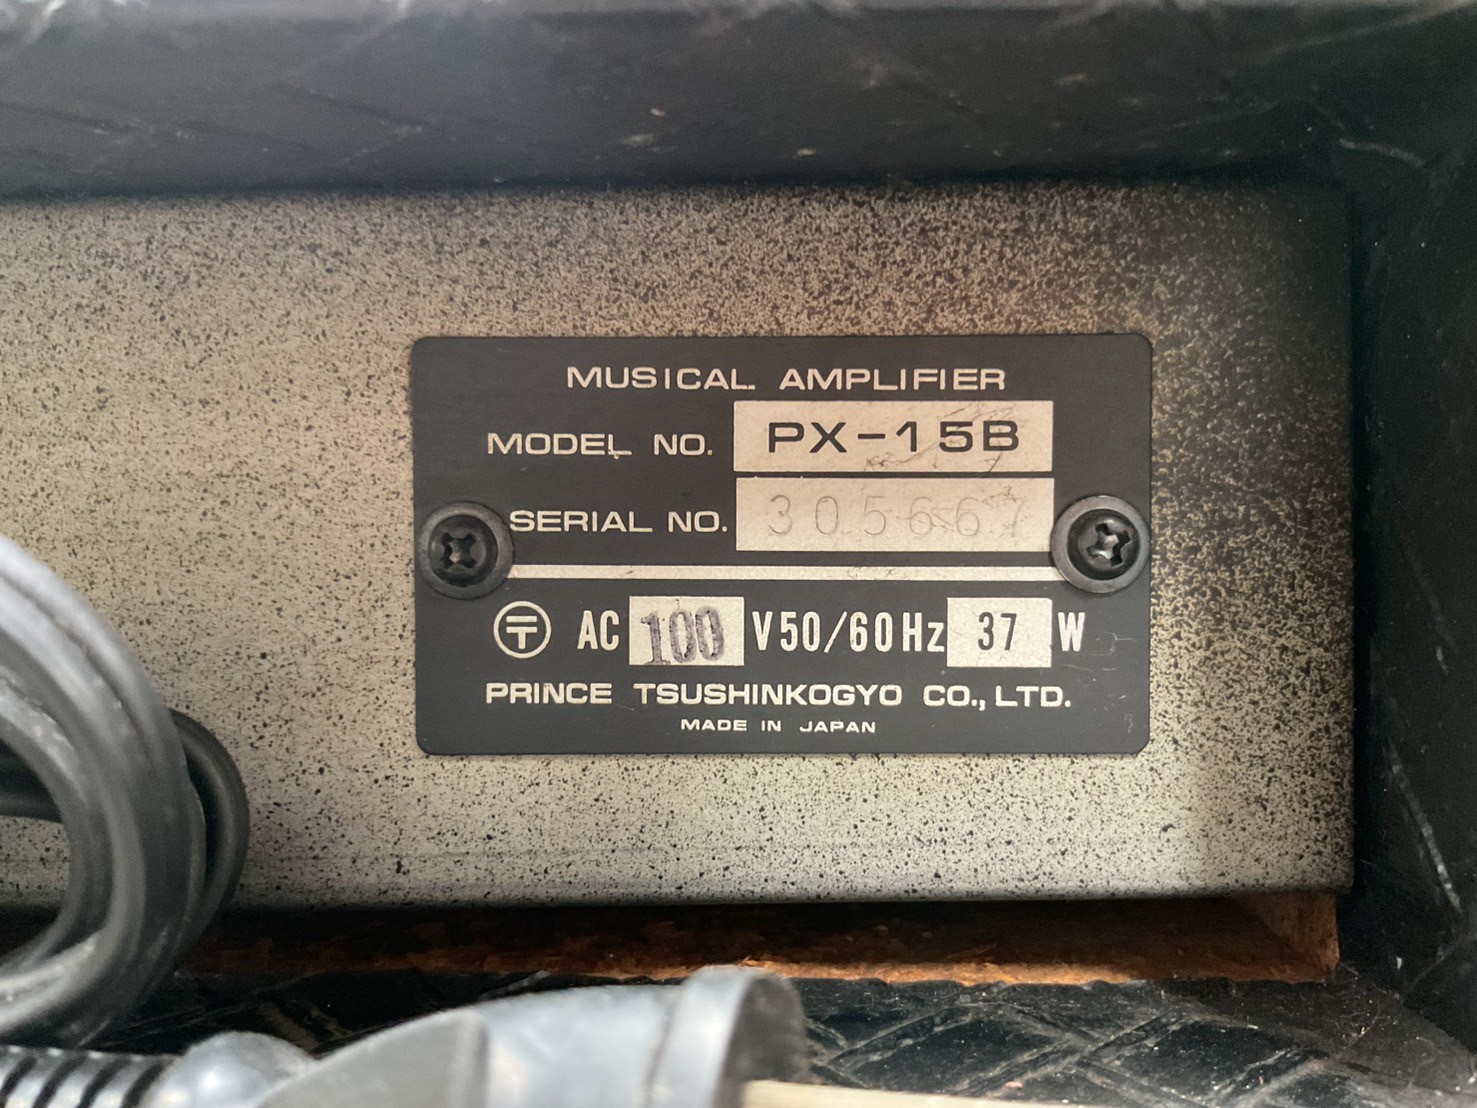 MUSICAL AMPLIFIER
MODEL NO. PX-15B
SERIAL NO. 305667
〒 AC 100 V 50/60Hz 37 W
PRINCE TSUSHINKOGYO CO., LTD.
MADE IN JAPAN